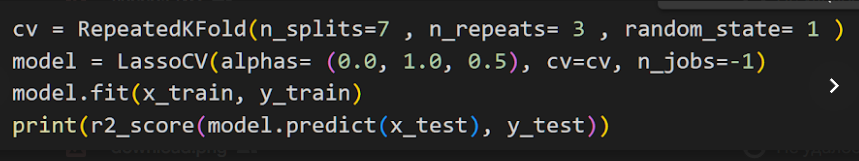 cv = RepeatedKFold(n_splits=7 , n_repeats= 3 , random_state= 1 )
model = LassoCV(alphas= (0.0, 1.0, 0.5), cv=cv, n_jobs=-1)
model.fit(x_train, y_train)
print(r2_score(model.predict(x_test), y_test))